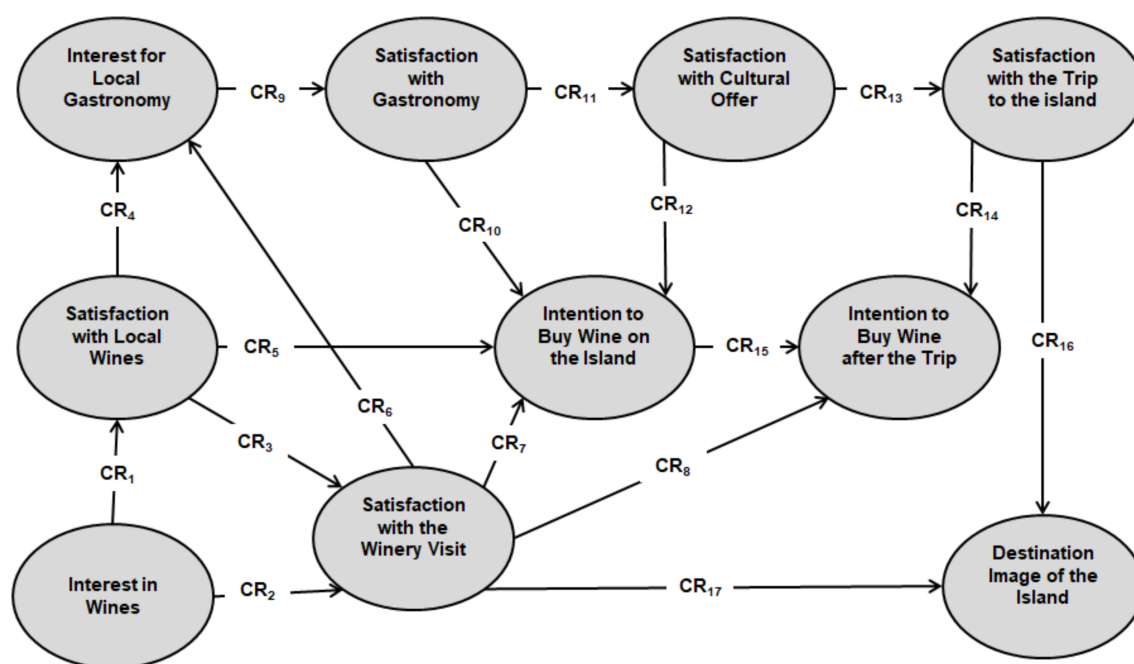 Interest for
Local
Gastronomy
CR9
Satisfaction
with
Gastronomy
CR11
Satisfaction
with Cultural
Offer
CR13
Satisfaction
with the Trip
to the island
CR4
CR10
CR12
CR14
Satisfaction
with Local
Wines
CR5
Intention to
Buy Wine on
the Island
CR15
Intention to
Buy Wine
after the Trip
CR16
CR6
CR3
CR7
CR8
CR1
Satisfaction
with the
Winery Visit
Interest in
Wines
CR2
CR17
Destination
Image of the
Island